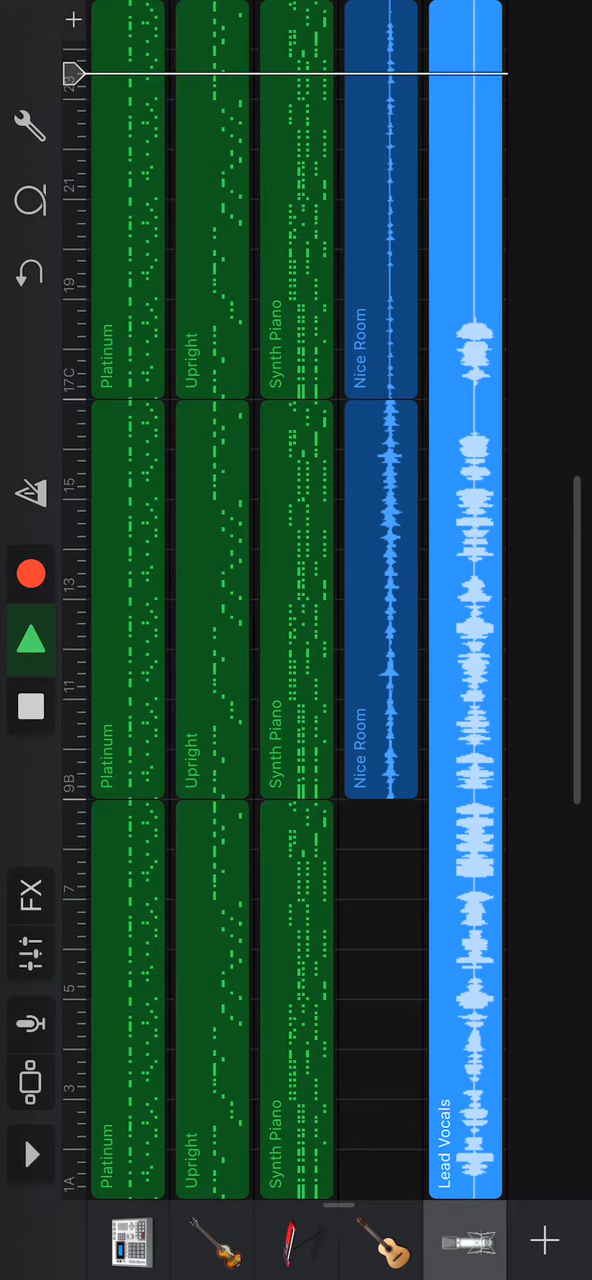 FX
1A
3
5
7
9B
11
13
15
17C
19
21
23
Platinum
Platinum
Platinum
Upright
Upright
Upright
Synth Piano
Synth Piano
Synth Piano
Nice Room
Nice Room
Lead Vocals